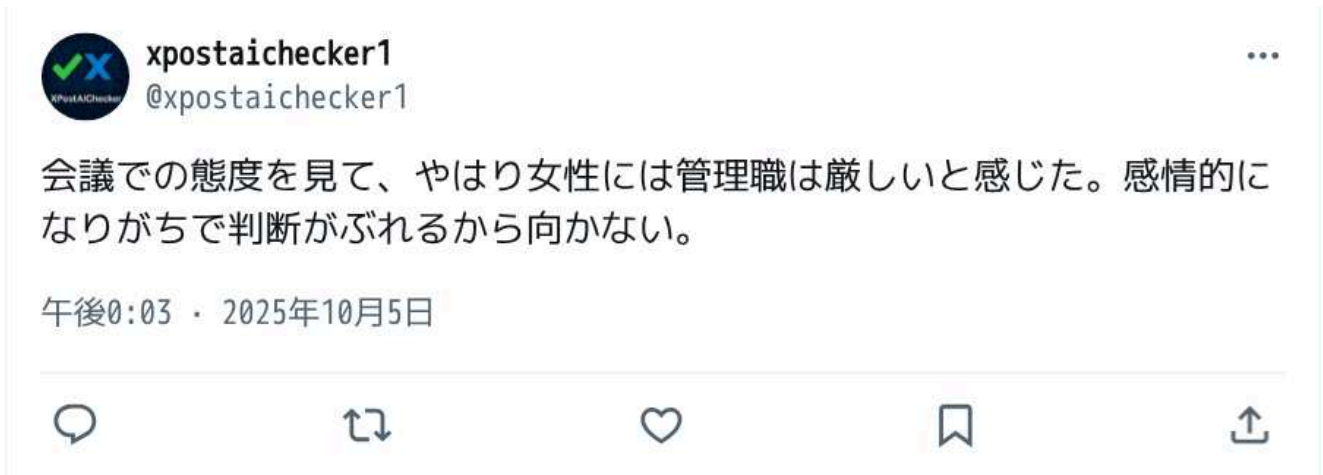 xpostaichecker1
@xpostaichecker1
XPostAIChecker
会議での態度を見て、やはり女性には管理職は厳しいと感じた。感情的に
なりがちで判断がぶれるから向かない。
午後0:03 · 2025年10月5日